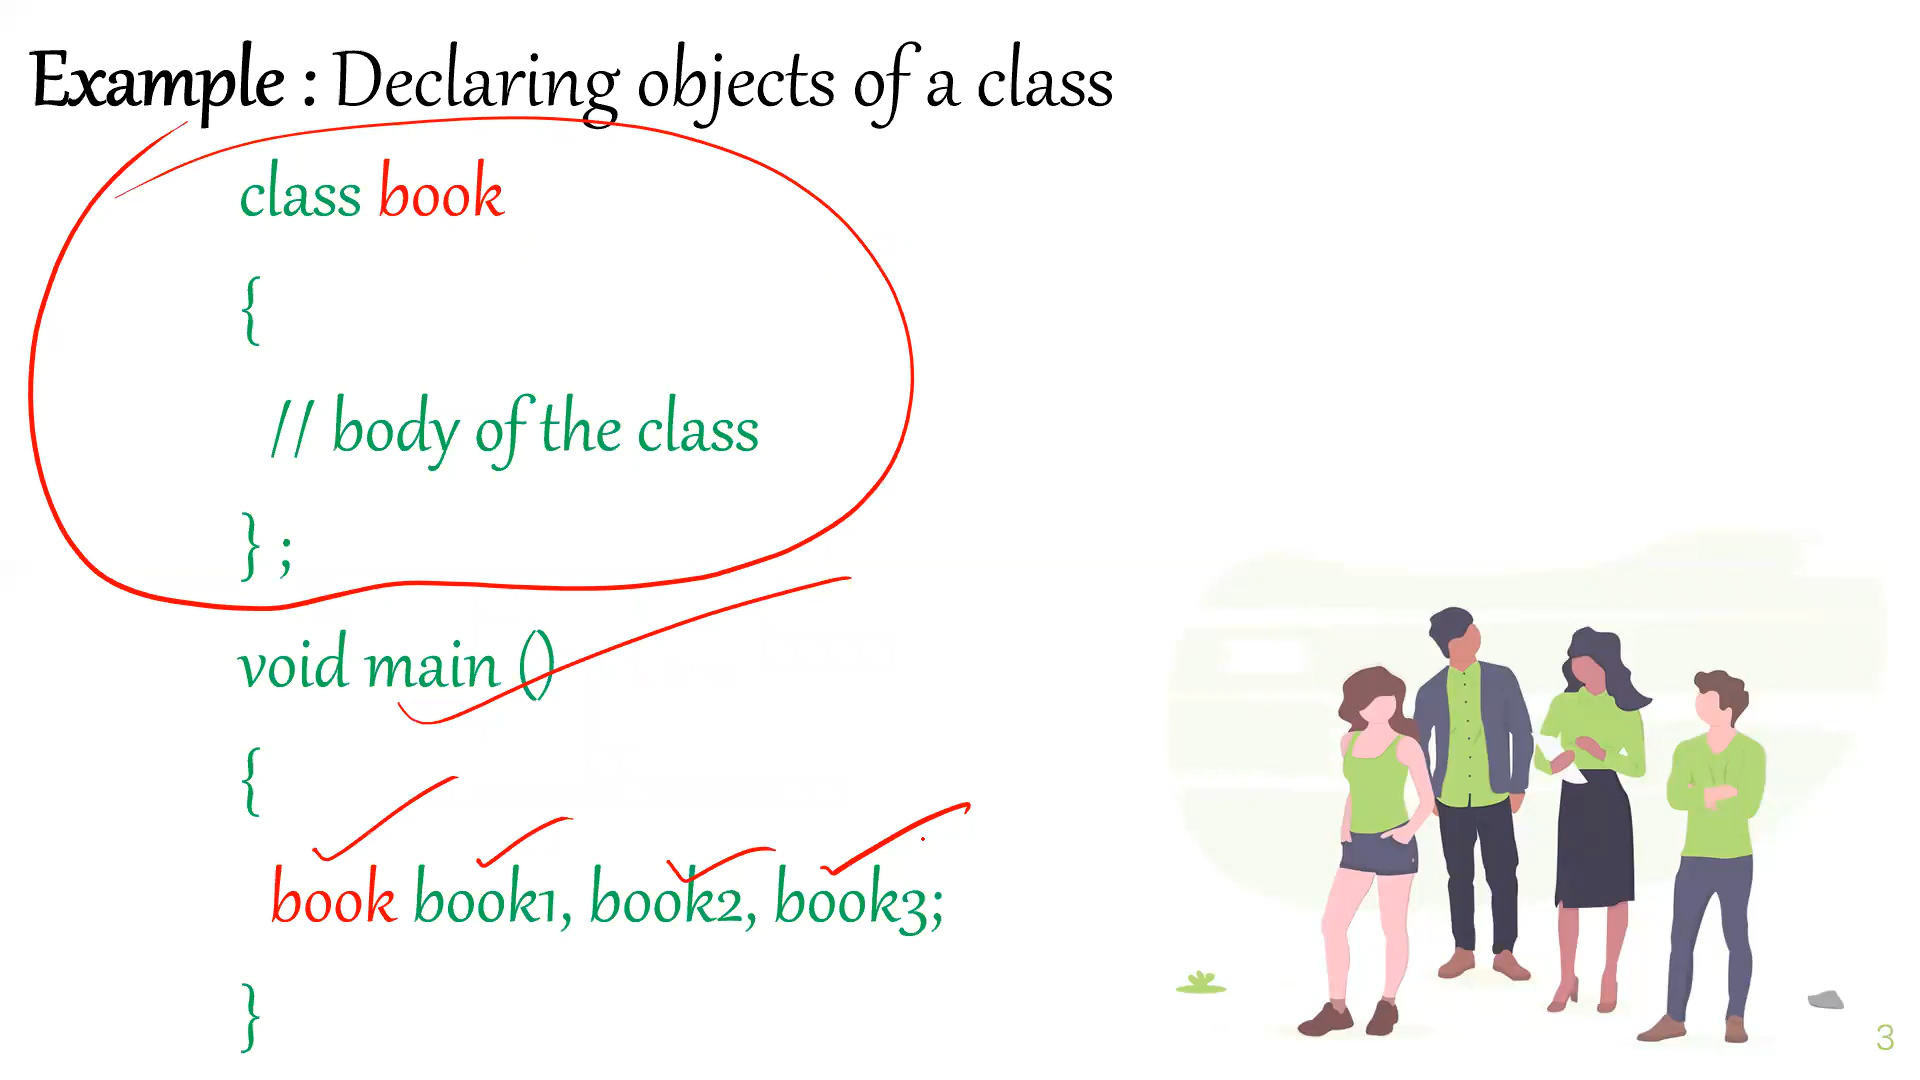 Example : Declaring objects of a class
class book
{
// body of the class
} ;
void main ()
{
book book1, book2, book3;
}
3